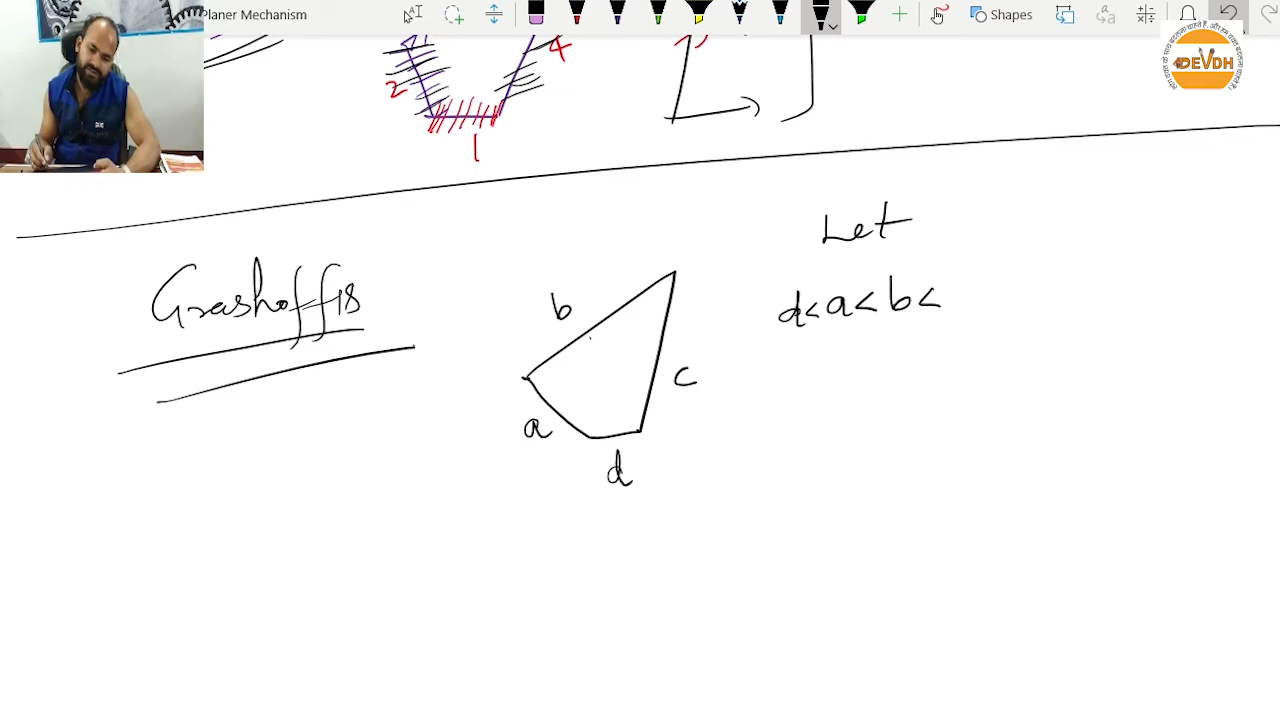 Planer Mechanism
Shapes
DEVDH
2
4
1
Let
Grashoff's
d < a < b <
b
c
a
d